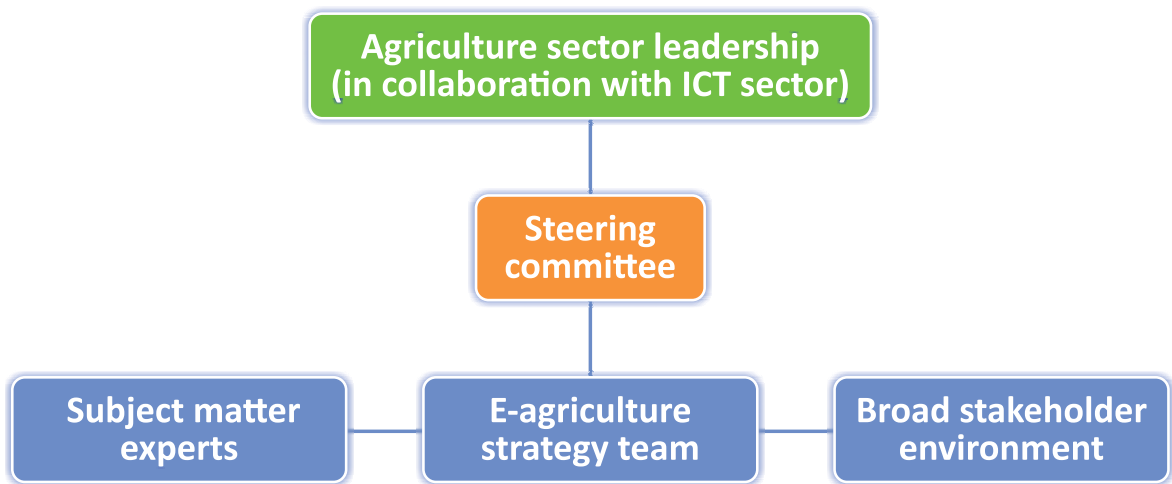 Agriculture sector leadership
(in collaboration with ICT sector)
Steering
committee
Subject matter
experts
E-agriculture
strategy team
Broad stakeholder
environment